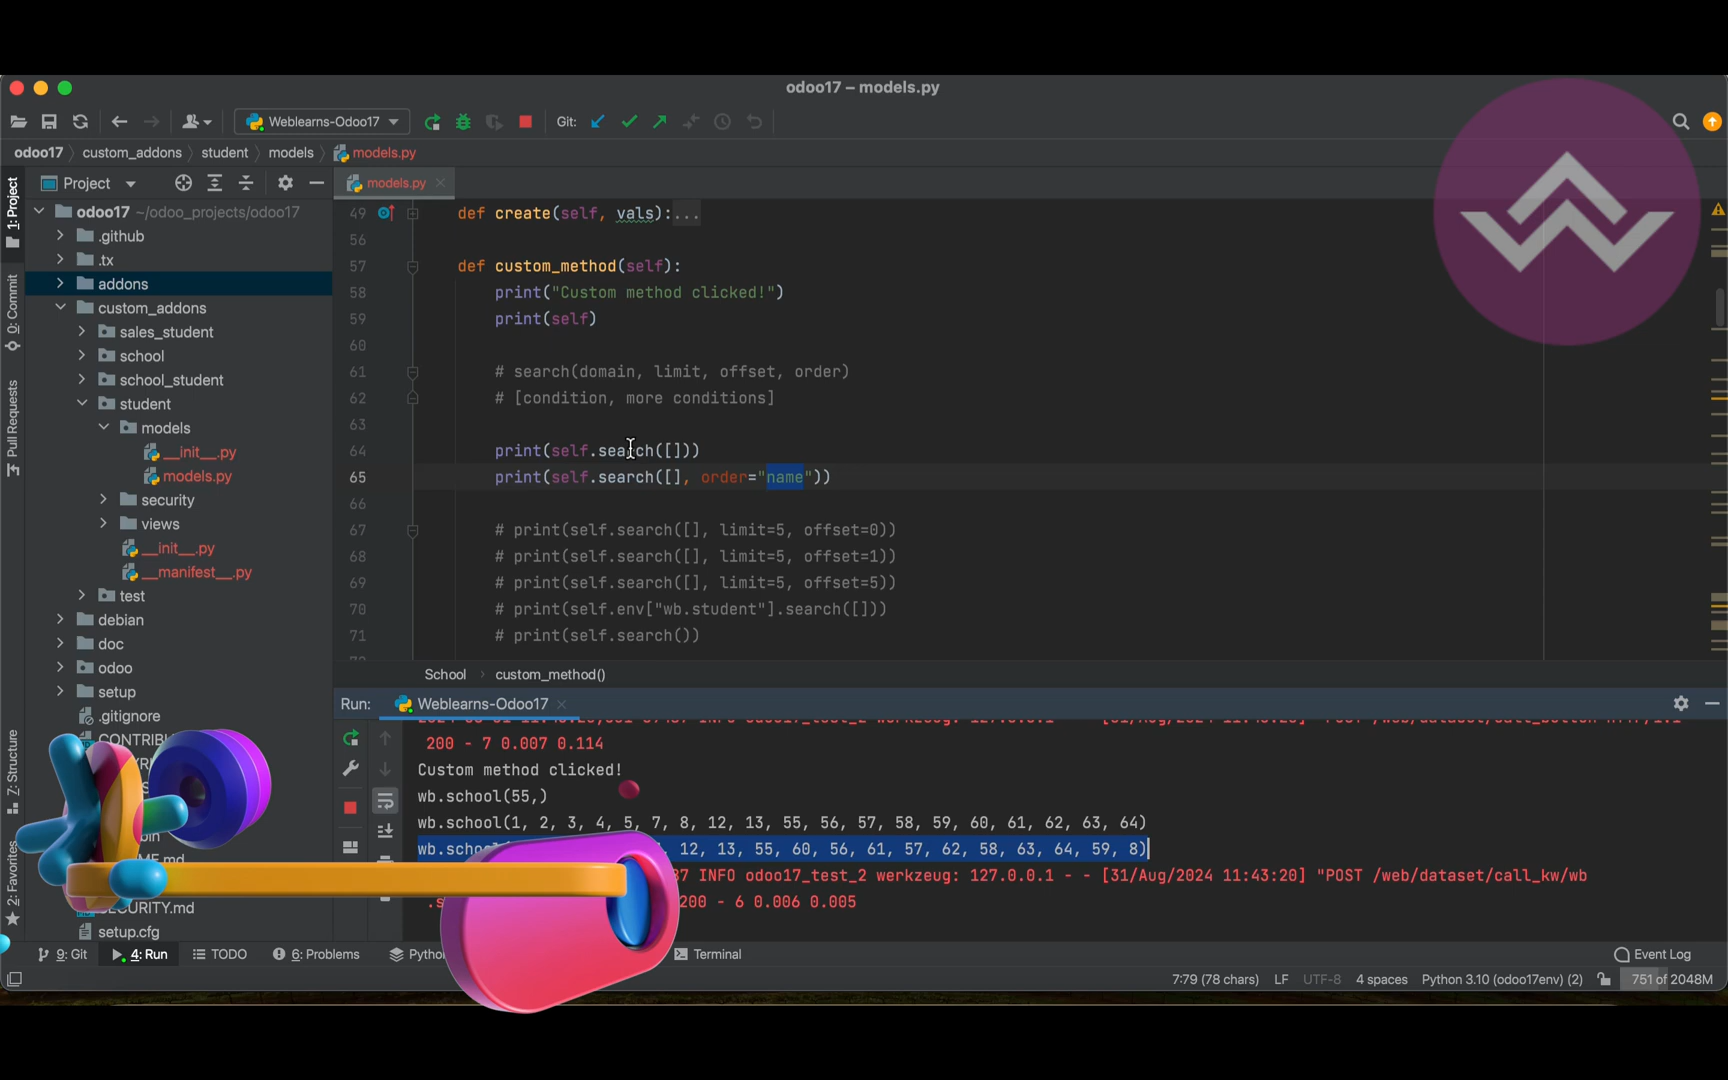 odoo17 – models.py
Weblearns-Odoo17
Git:
odoo17 〉 custom_addons 〉 student 〉 models 〉 models.py
Project
models.py
1: Project
0: Commit
Pull Requests
7: Structure
2: Favorites
odoo17 ~/odoo_projects/odoo17
.github
.tx
addons
custom_addons
sales_student
school
school_student
student
models
__init__.py
models.py
security
views
__init__.py
__manifest__.py
test
debian
doc
odoo
setup
.gitignore
setup.cfg
49 def create(self, vals):...
56
57 def custom_method(self):
58 print("Custom method clicked!")
59 print(self)
60
61 # search(domain, limit, offset, order)
62 # [condition, more conditions]
63
64 print(self.search([]))
65 print(self.search([], order="name"))
66
67 # print(self.search([], limit=5, offset=0))
68 # print(self.search([], limit=5, offset=1))
69 # print(self.search([], limit=5, offset=5))
70 # print(self.env["wb.student"].search([]))
71 # print(self.search())
School › custom_method()
Run: Weblearns-Odoo17
200 - 7 0.007 0.114
Custom method clicked!
wb.school(55,)
wb.school(1, 2, 3, 4, 5, 7, 8, 12, 13, 55, 56, 57, 58, 59, 60, 61, 62, 63, 64)
12, 13, 55, 60, 56, 61, 57, 62, 58, 63, 64, 59, 8)
INFO odoo17_test_2 werkzeug: 127.0.0.1 - - [31/Aug/2024 11:43:20] "POST /web/dataset/call_kw/wb
200 - 6 0.006 0.005
9: Git 4: Run TODO 6: Problems Terminal Event Log
7:79 (78 chars) LF UTF-8 4 spaces Python 3.10 (odoo17env) (2) 751 of 2048M